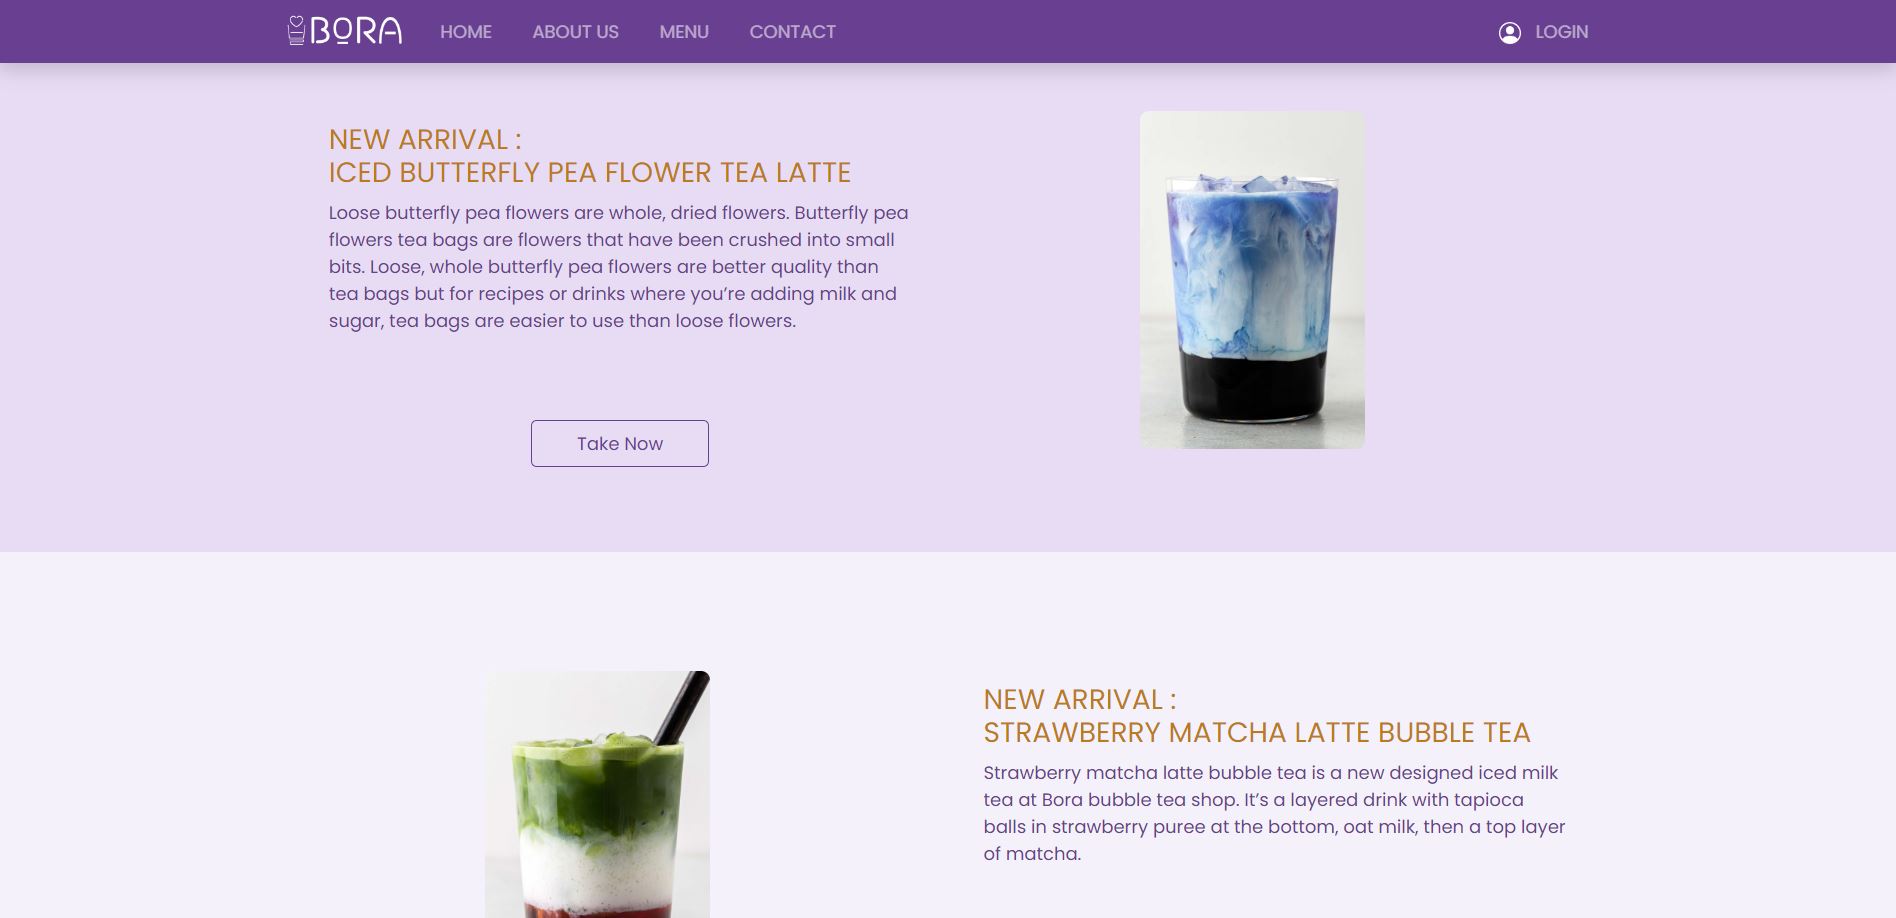 BORA
HOME
ABOUT US
MENU
CONTACT
LOGIN
NEW ARRIVAL :
ICED BUTTERFLY PEA FLOWER TEA LATTE
Loose butterfly pea flowers are whole, dried flowers. Butterfly pea
flowers tea bags are flowers that have been crushed into small
bits. Loose, whole butterfly pea flowers are better quality than
tea bags but for recipes or drinks where you’re adding milk and
sugar, tea bags are easier to use than loose flowers.
Take Now
NEW ARRIVAL :
STRAWBERRY MATCHA LATTE BUBBLE TEA
Strawberry matcha latte bubble tea is a new designed iced milk
tea at Bora bubble tea shop. It’s a layered drink with tapioca
balls in strawberry puree at the bottom, oat milk, then a top layer
of matcha.